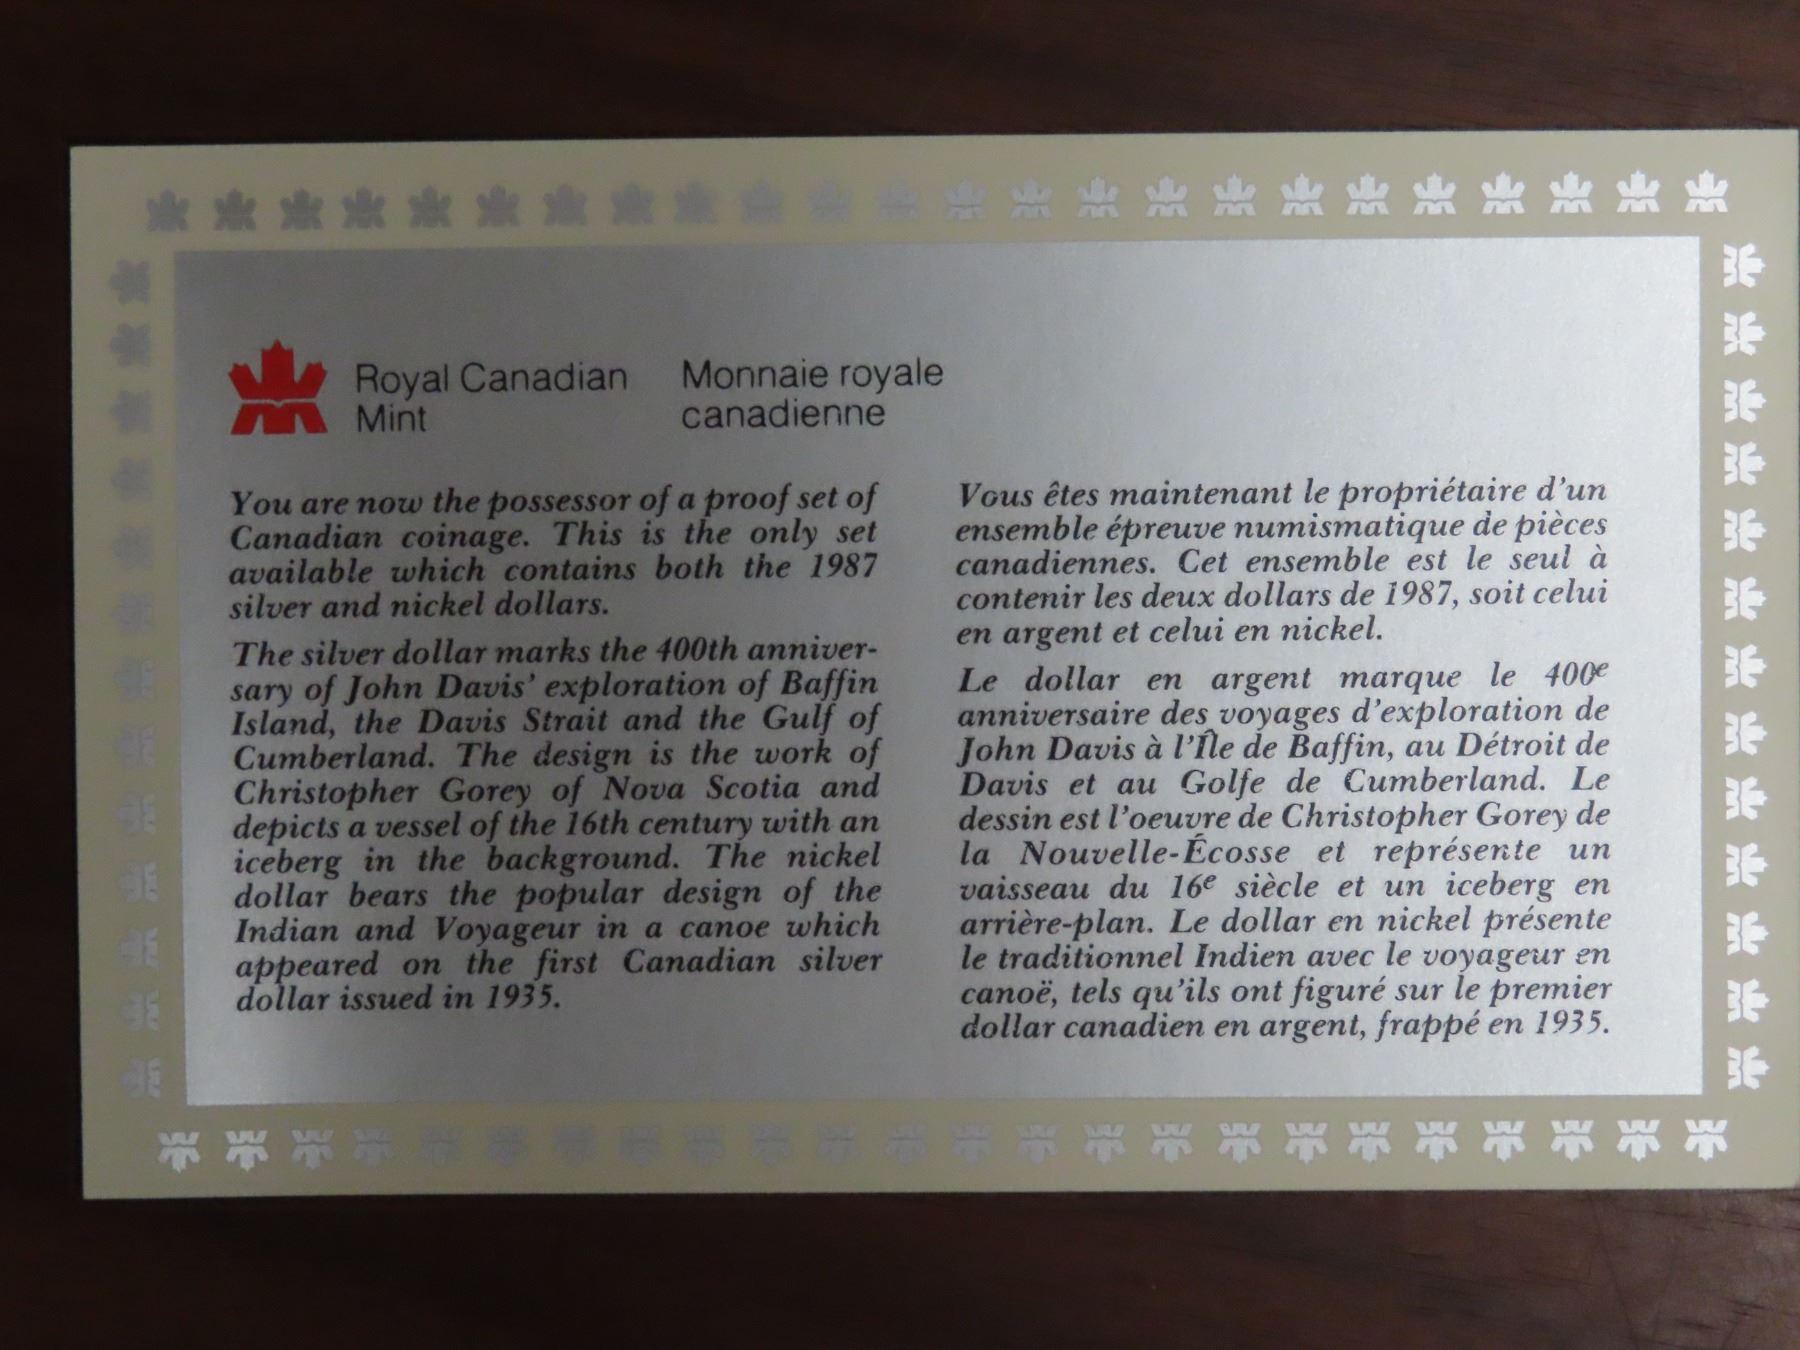 Royal Canadian
Mint
Monnaie royale
canadienne
You are now the possessor of a proof set of
Canadian coinage. This is the only set
available which contains both the 1987
silver and nickel dollars.
The silver dollar marks the 400th anniver-
sary of John Davis' exploration of Baffin
Island, the Davis Strait and the Gulf of
Cumberland. The design is the work of
Christopher Gorey of Nova Scotia and
depicts a vessel of the 16th century with an
iceberg in the background. The nickel
dollar bears the popular design of the
Indian and Voyageur in a canoe which
appeared on the first Canadian silver
dollar issued in 1935.
Vous êtes maintenant le propriétaire d'un
ensemble épreuve numismatique de pièces
canadiennes. Cet ensemble est le seul à
contenir les deux dollars de 1987, soit celui
en argent et celui en nickel.
Le dollar en argent marque le 400e
anniversaire des voyages d'exploration de
John Davis à l'Île de Baffin, au Détroit de
Davis et au Golfe de Cumberland. Le
dessin est l'oeuvre de Christopher Gorey de
la Nouvelle-Écosse et représente un
vaisseau du 16e siècle et un iceberg en
arrière-plan. Le dollar en nickel présente
le traditionnel Indien avec le voyageur en
canoë, tels qu'ils ont figuré sur le premier
dollar canadien en argent, frappé en 1935.